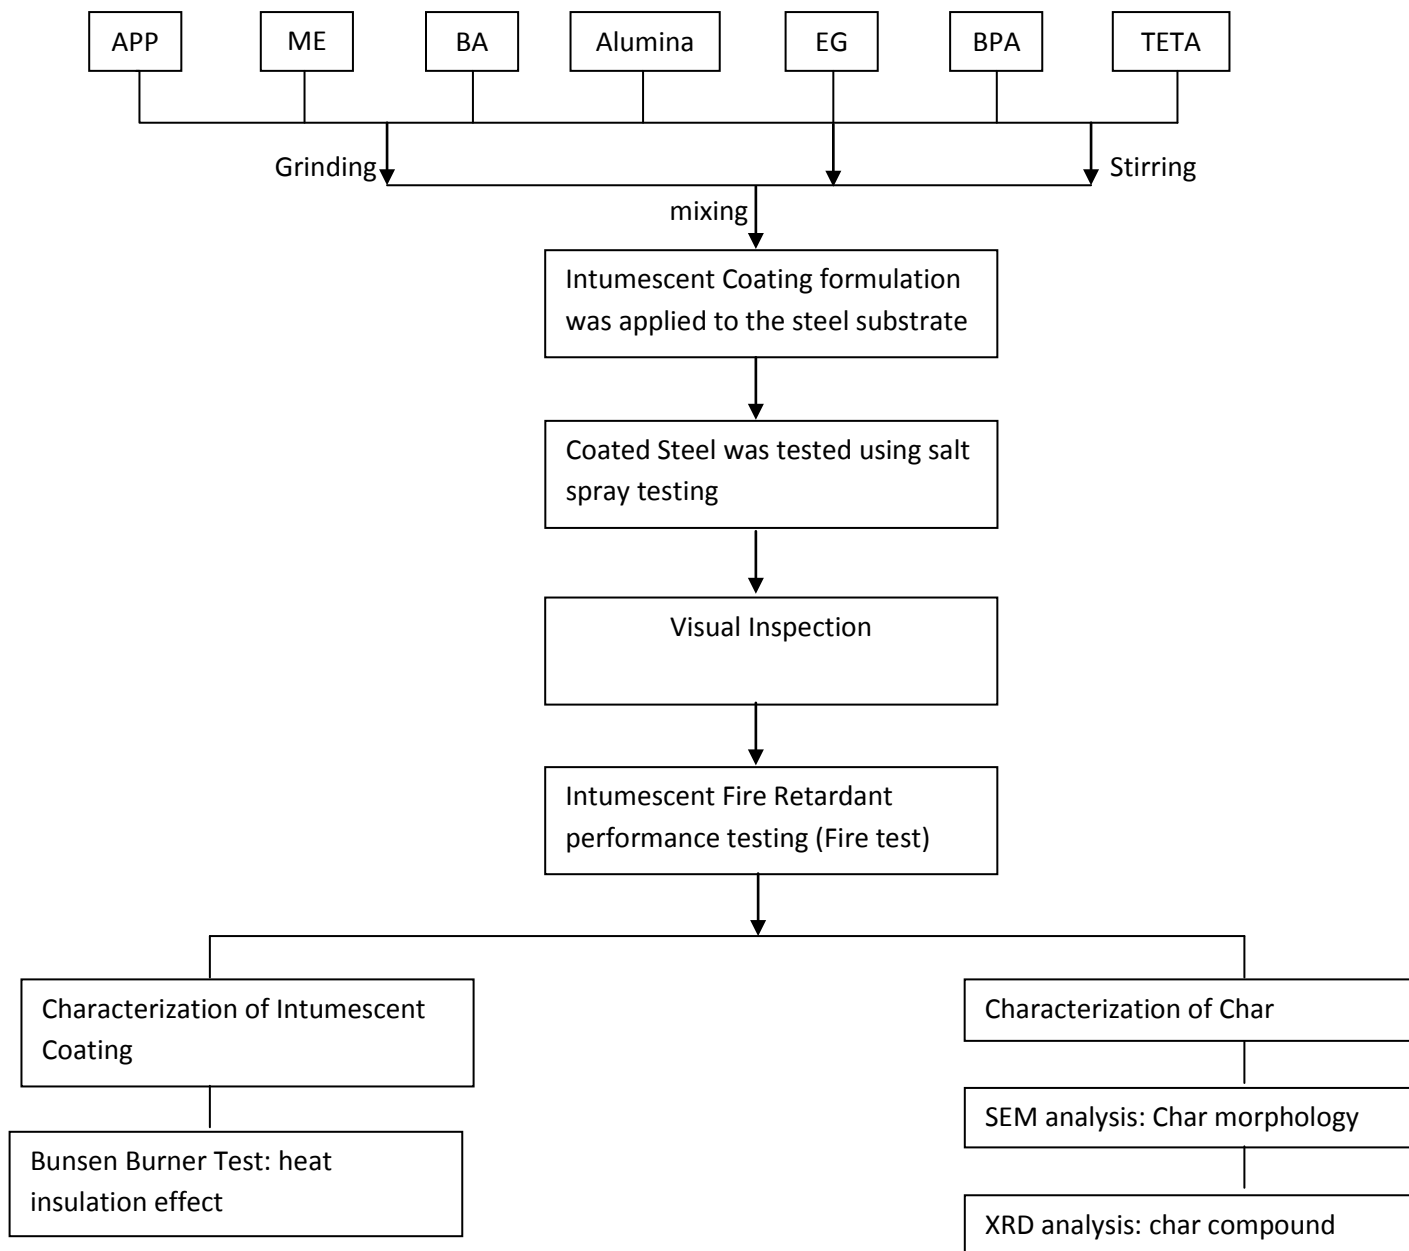 APP
ME
BA
Alumina
EG
BPA
TETA
Grinding
Stirring
mixing
Intumescent Coating formulation
was applied to the steel substrate
Coated Steel was tested using salt
spray testing
Visual Inspection
Intumescent Fire Retardant
performance testing (Fire test)
Characterization of Intumescent
Coating
Bunsen Burner Test: heat
insulation effect
Characterization of Char
SEM analysis: Char morphology
XRD analysis: char compound